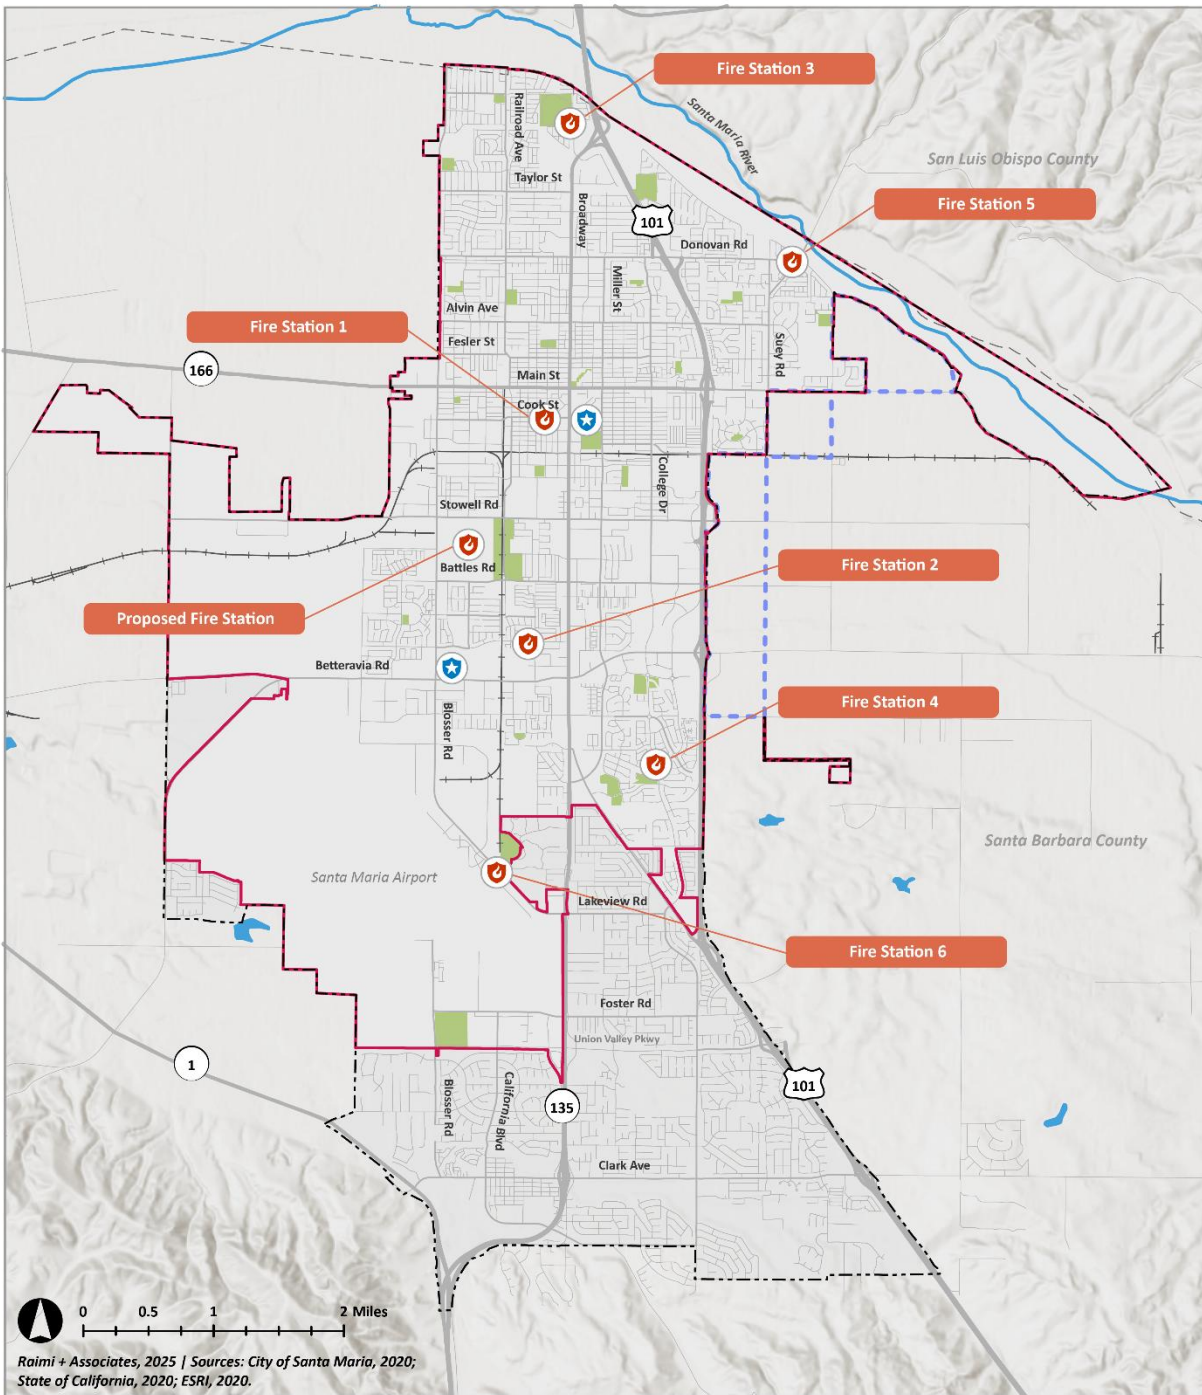 Fire Station 3
Railroad Ave
Santa Maria River
San Luis Obispo County
Taylor St
Broadway
Fire Station 5
101
Donovan Rd
Miller St
Alvin Ave
Fire Station 1
Fesler St
Suey Rd
166
Main St
Cook St
College Dr
Stowell Rd
Battles Rd
Fire Station 2
Proposed Fire Station
Betteravia Rd
Fire Station 4
Blosser Rd
Santa Barbara County
Santa Maria Airport
Lakeview Rd
Fire Station 6
Foster Rd
Union Valley Pkwy
1
101
Blosser Rd
California Blvd
135
Clark Ave
0 0.5 1 2 Miles
Raimi + Associates, 2025 | Sources: City of Santa Maria, 2020;
State of California, 2020; ESRI, 2020.